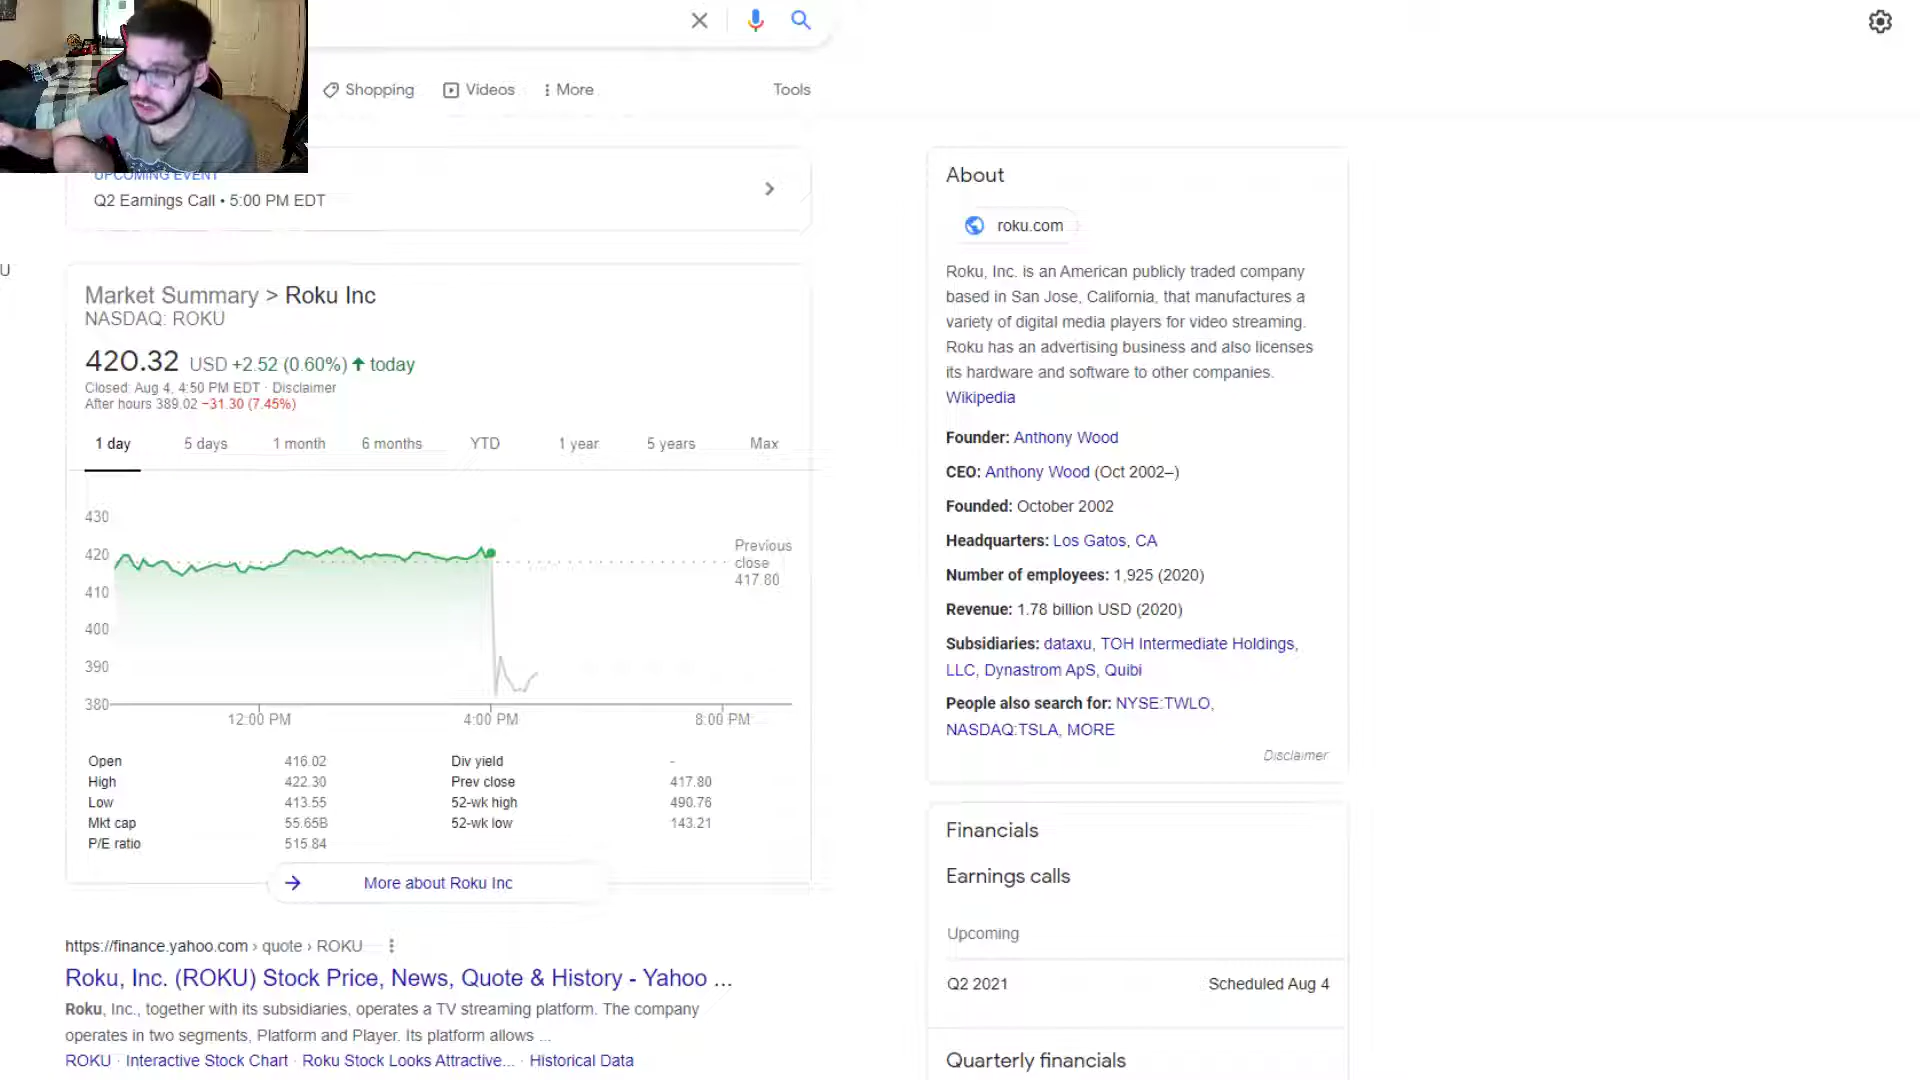 Shopping
Videos
More
Tools
UPCOMING EVENT
Q2 Earnings Call • 5:00 PM EDT
U
Market Summary > Roku Inc
NASDAQ: ROKU
420.32 USD +2.52 (0.60%) today
Closed: Aug 4, 4:50 PM EDT · Disclaimer
After hours 389.02 −31.30 (7.45%)
1 day
5 days
1 month
6 months
YTD
1 year
5 years
Max
430
420
410
400
390
380
Previous
close
417.80
12:00 PM
4:00 PM
8:00 PM
Open 416.02
High 422.30
Low 413.55
Mkt cap 55.65B
P/E ratio 515.84
Div yield -
Prev close 417.80
52-wk high 490.76
52-wk low 143.21
More about Roku Inc
https://finance.yahoo.com › quote › ROKU
Roku, Inc. (ROKU) Stock Price, News, Quote & History - Yahoo ...
Roku, Inc., together with its subsidiaries, operates a TV streaming platform. The company
operates in two segments, Platform and Player. Its platform allows ...
ROKU · Interactive Stock Chart · Roku Stock Looks Attractive... · Historical Data
About
roku.com
Roku, Inc. is an American publicly traded company
based in San Jose, California, that manufactures a
variety of digital media players for video streaming.
Roku has an advertising business and also licenses
its hardware and software to other companies.
Wikipedia
Founder: Anthony Wood
CEO: Anthony Wood (Oct 2002–)
Founded: October 2002
Headquarters: Los Gatos, CA
Number of employees: 1,925 (2020)
Revenue: 1.78 billion USD (2020)
Subsidiaries: dataxu, TOH Intermediate Holdings,
LLC, Dynastrom ApS, Quibi
People also search for: NYSE:TWLO,
NASDAQ:TSLA, MORE
Disclaimer
Financials
Earnings calls
Upcoming
Q2 2021 Scheduled Aug 4
Quarterly financials